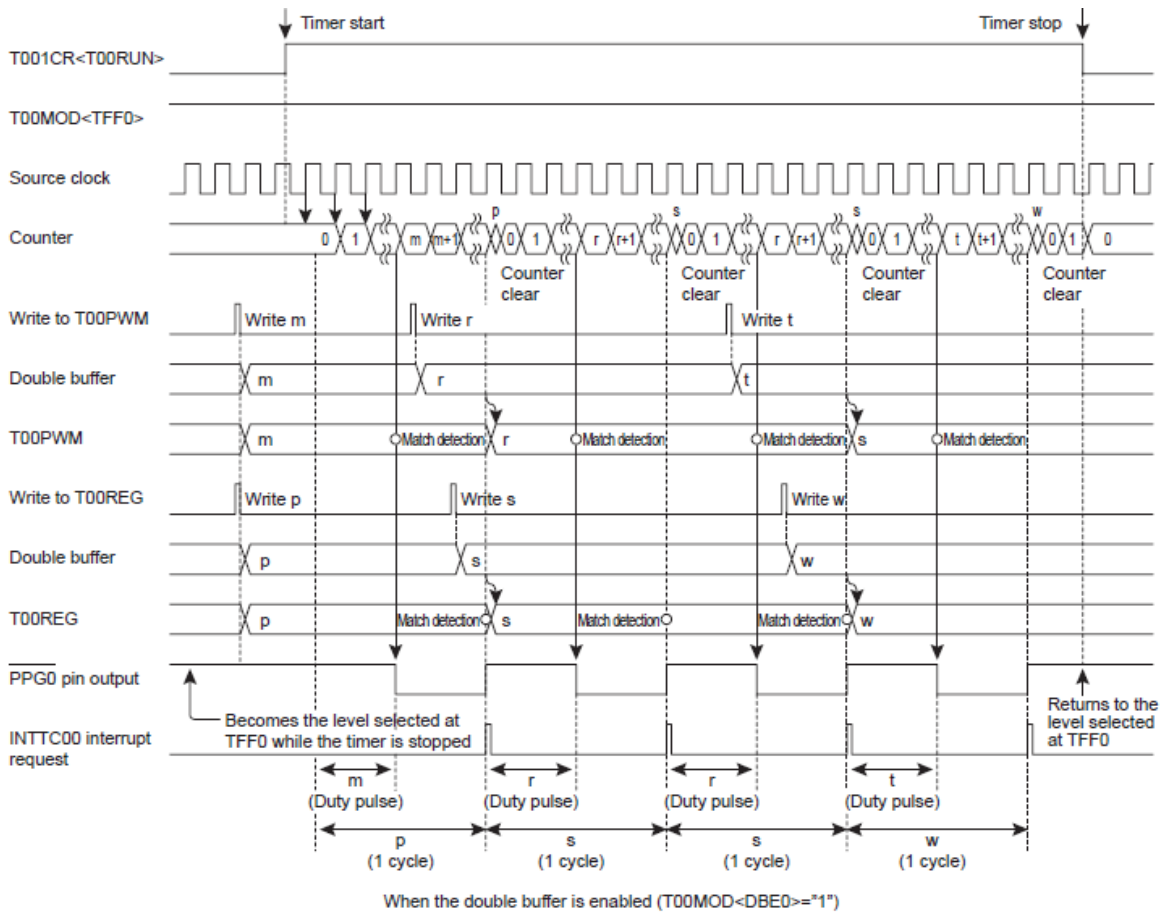 Timer start
Timer stop
T001CR<T00RUN>
T00MOD<TFF0>
Source clock
p s s w
Counter 0 1 m m+1 0 1 r r+1 0 1 r r+1 0 1 t t+1 0 1 0
Counter clear
Counter clear
Counter clear
Counter clear
Write to T00PWM Write m Write r Write t
Double buffer m r t
T00PWM m Match detection r Match detection Match detection s Match detection
Write to T00REG Write p Write s Write w
Double buffer p s w
T00REG p Match detection s Match detection Match detection w
PPG0 pin output
Becomes the level selected at
TFF0 while the timer is stopped
Returns to the
level selected
at TFF0
INTTC00 interrupt
request
m r r t
(Duty pulse) (Duty pulse) (Duty pulse) (Duty pulse)
p s s w
(1 cycle) (1 cycle) (1 cycle) (1 cycle)
When the double buffer is enabled (T00MOD<DBE0>="1")